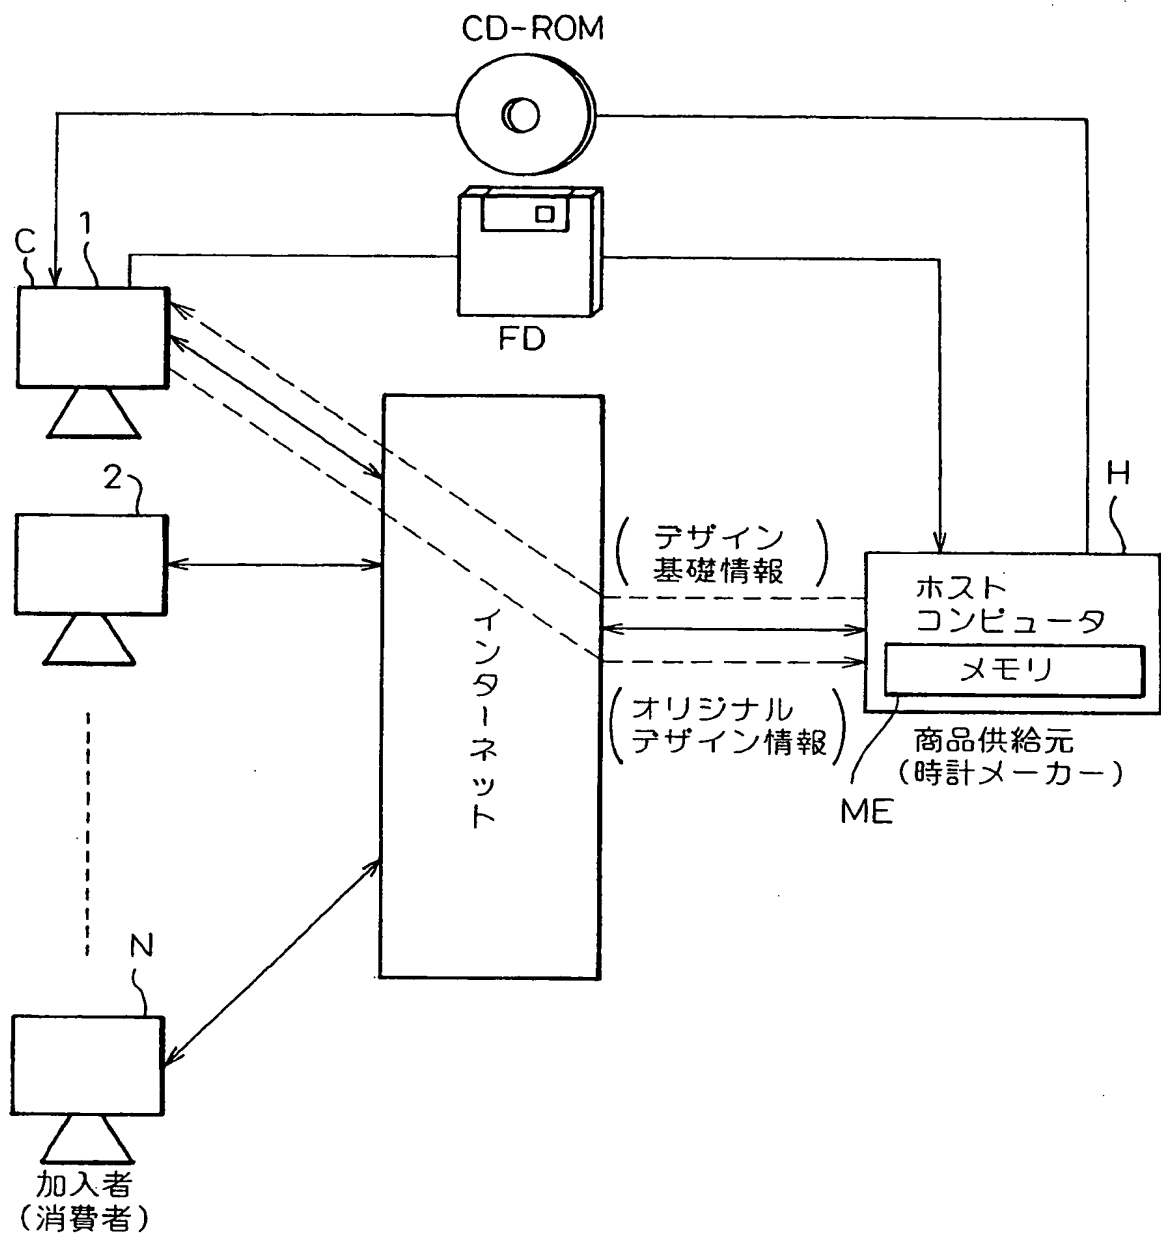 CD-ROM
C
1
FD
2
H
(デザイン
基礎情報)
ホスト
コンピュータ
メモリ
インターネット
(オリジナル
デザイン情報)
商品供給元
(時計メーカー)
ME
N
加入者
(消費者)